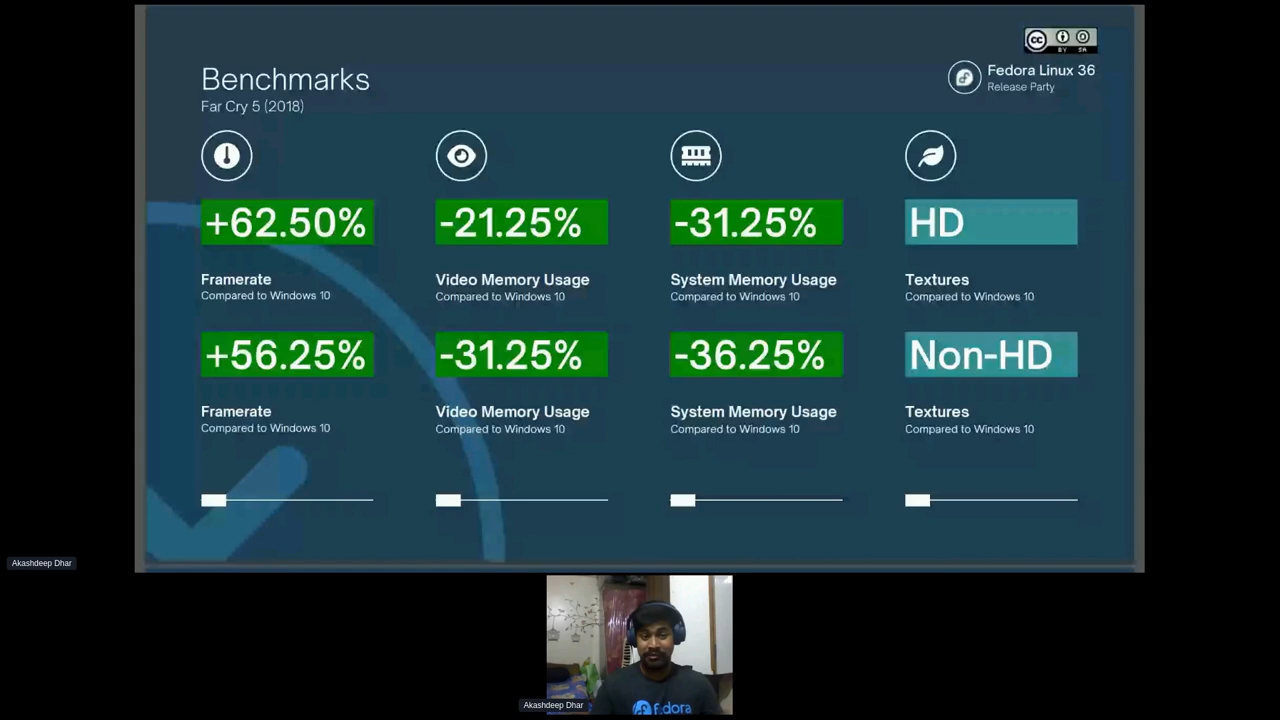 cc
BY SA
Benchmarks
Far Cry 5 (2018)
Fedora Linux 36
Release Party
+62.50%
-21.25%
-31.25%
HD
Framerate
Compared to Windows 10
Video Memory Usage
Compared to Windows 10
System Memory Usage
Compared to Windows 10
Textures
Compared to Windows 10
+56.25%
-31.25%
-36.25%
Non-HD
Framerate
Compared to Windows 10
Video Memory Usage
Compared to Windows 10
System Memory Usage
Compared to Windows 10
Textures
Compared to Windows 10
Akashdeep Dhar
Akashdeep Dhar
fedora